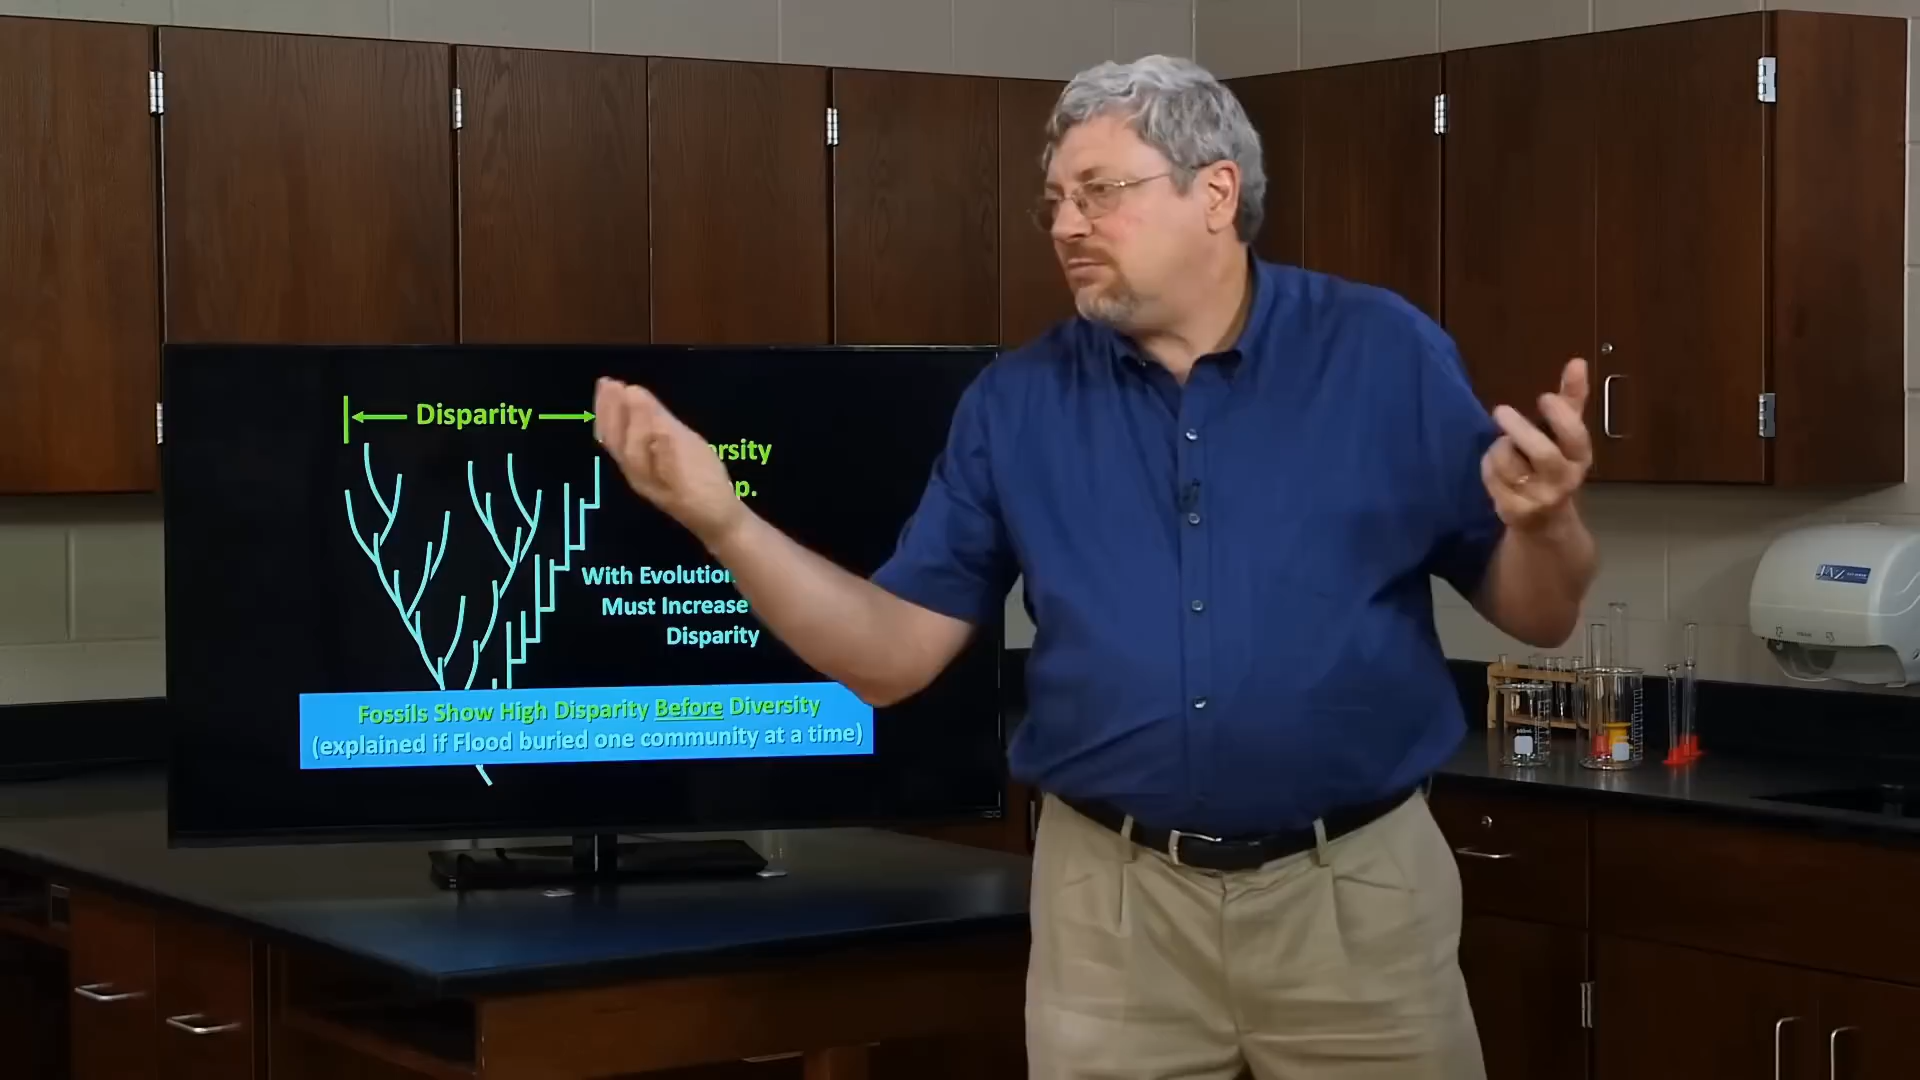 Disparity
With Evolution
Must Increase
Disparity
Fossils Show High Disparity Before Diversity
(explained if Flood buried one community at a time)